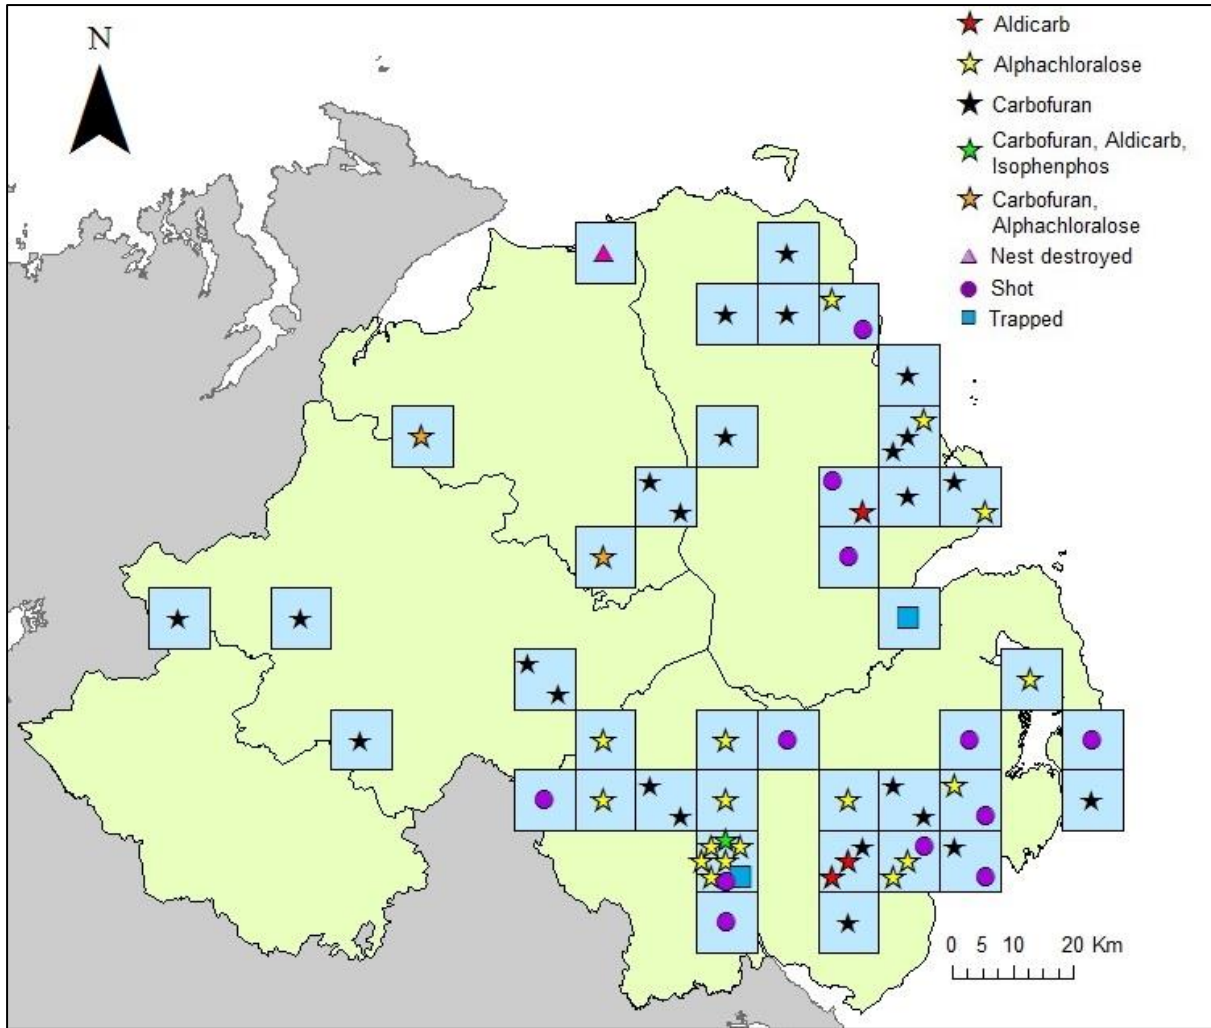 N
Aldicarb
Alphachloralose
Carbofuran
Carbofuran, Aldicarb,
Isophenphos
Carbofuran,
Alphachloralose
Nest destroyed
Shot
Trapped
0 5 10 20 Km